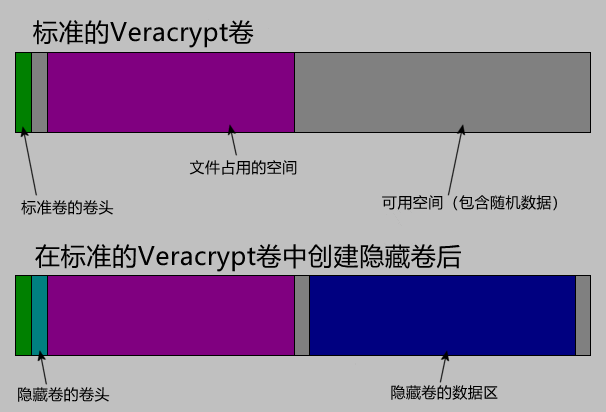 标准的Veracrypt卷
文件占用的空间
标准卷的卷头
可用空间（包含随机数据）
在标准的Veracrypt卷中创建隐藏卷后
隐藏卷的卷头
隐藏卷的数据区